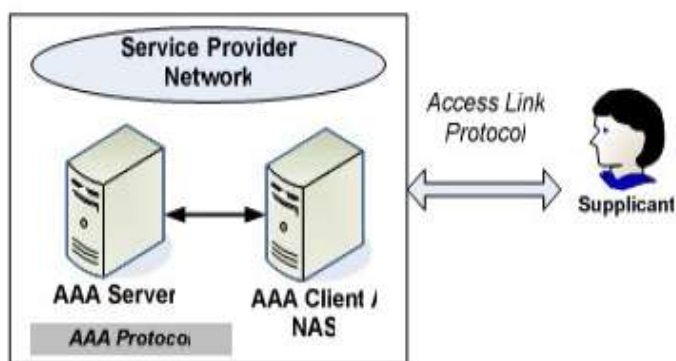 Service Provider
Network
Access Link
Protocol
Supplicant
AAA Server
AAA Client /
NAS
AAA Protocol